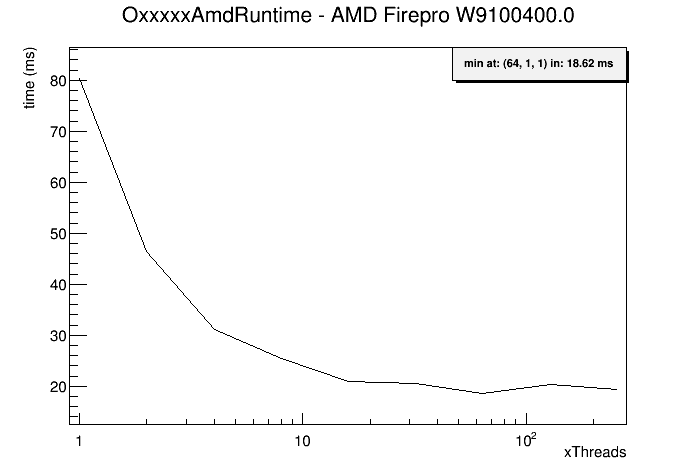 OxxxxxAmdRuntime - AMD Firepro W9100400.0
time (ms)
min at: (64, 1, 1) in: 18.62 ms
80
70
60
50
40
30
20
1
10
10²
xThreads